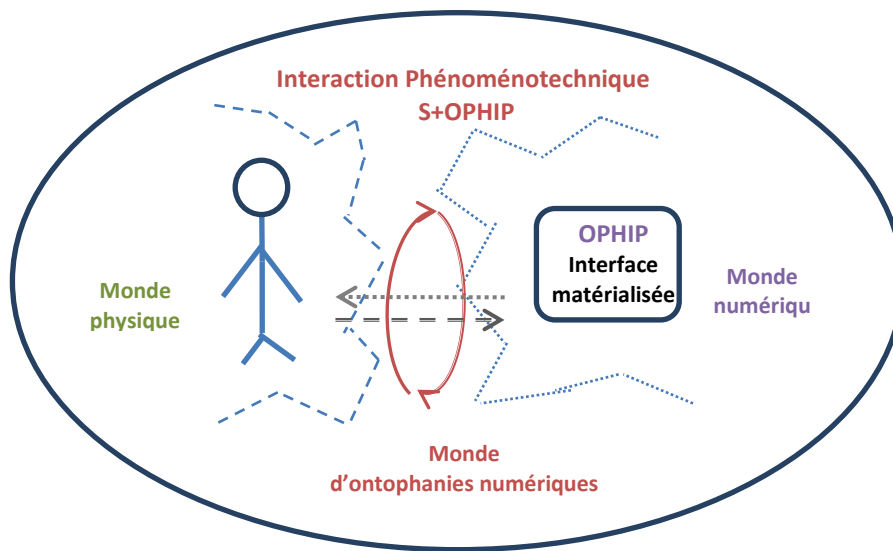 Interaction Phénoménotechnique
S+OPHIP
Monde
physique
OPHIP
Interface
matérialisée
Monde
numériqu
Monde
d'ontophanies numériques